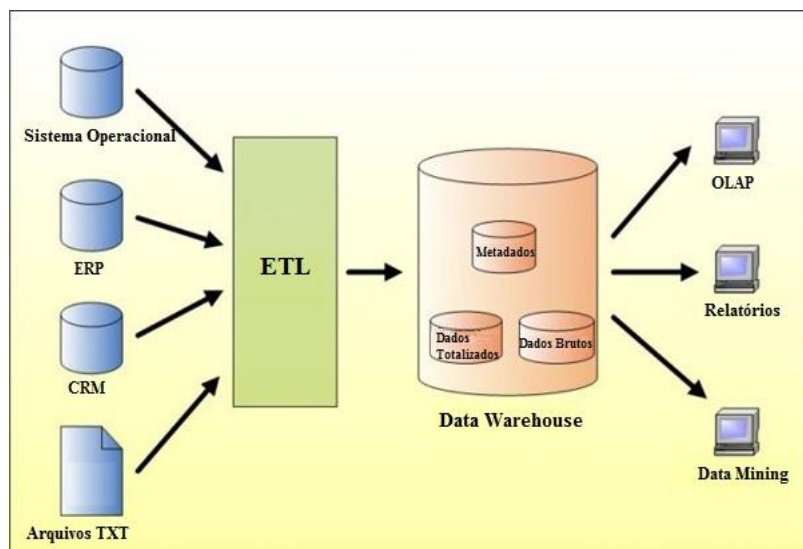 Sistema Operacional
ERP
CRM
Arquivos TXT
ETL
Metadados
Dados
Totalizados
Dados Brutos
Data Warehouse
OLAP
Relatórios
Data Mining